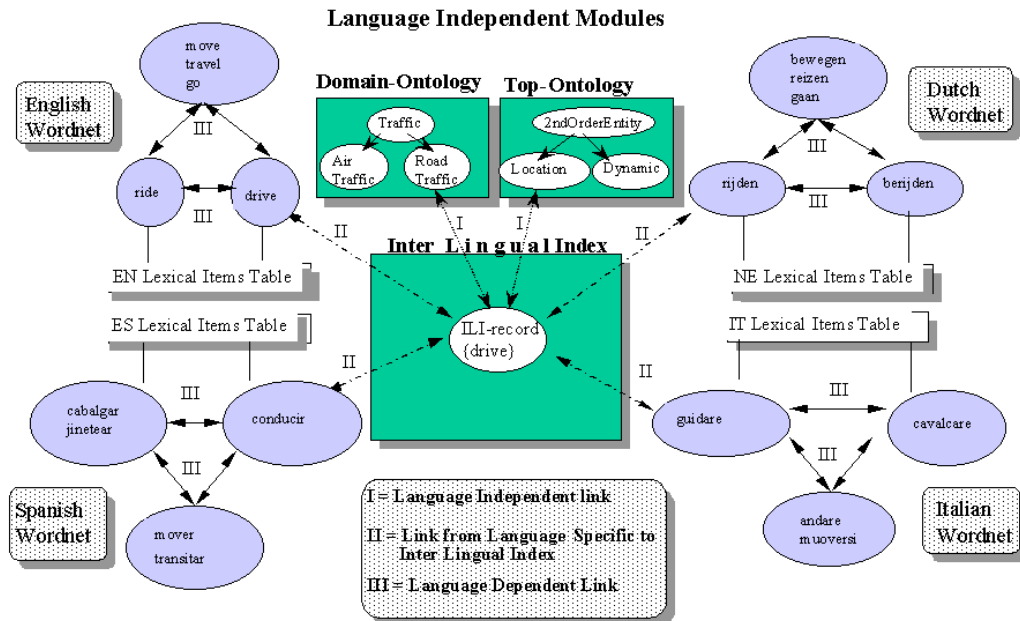 Language Independent Modules
move
travel
go
English
Wordnet
III
ride
drive
III
EN Lexical Items Table
Domain-Ontology
Traffic
Air
Traffic
Road
Traffic
Top-Ontology
2ndOrderEntity
Location
Dynamic
I
I
bewegen
reizen
gaan
Dutch
Wordnet
III
rijden
berijden
III
NE Lexical Items Table
II
II
Inter Lingual Index
ILI-record
{drive}
II
II
ES Lexical Items Table
cabalgar
jinetear
III
conducir
III
Spanish
Wordnet
mover
transitar
IT Lexical Items Table
guidare
cavalcare
III
andare
muoversi
Italian
Wordnet
I = Language Independent link
II = Link from Language Specific to
Inter Lingual Index
III = Language Dependent Link